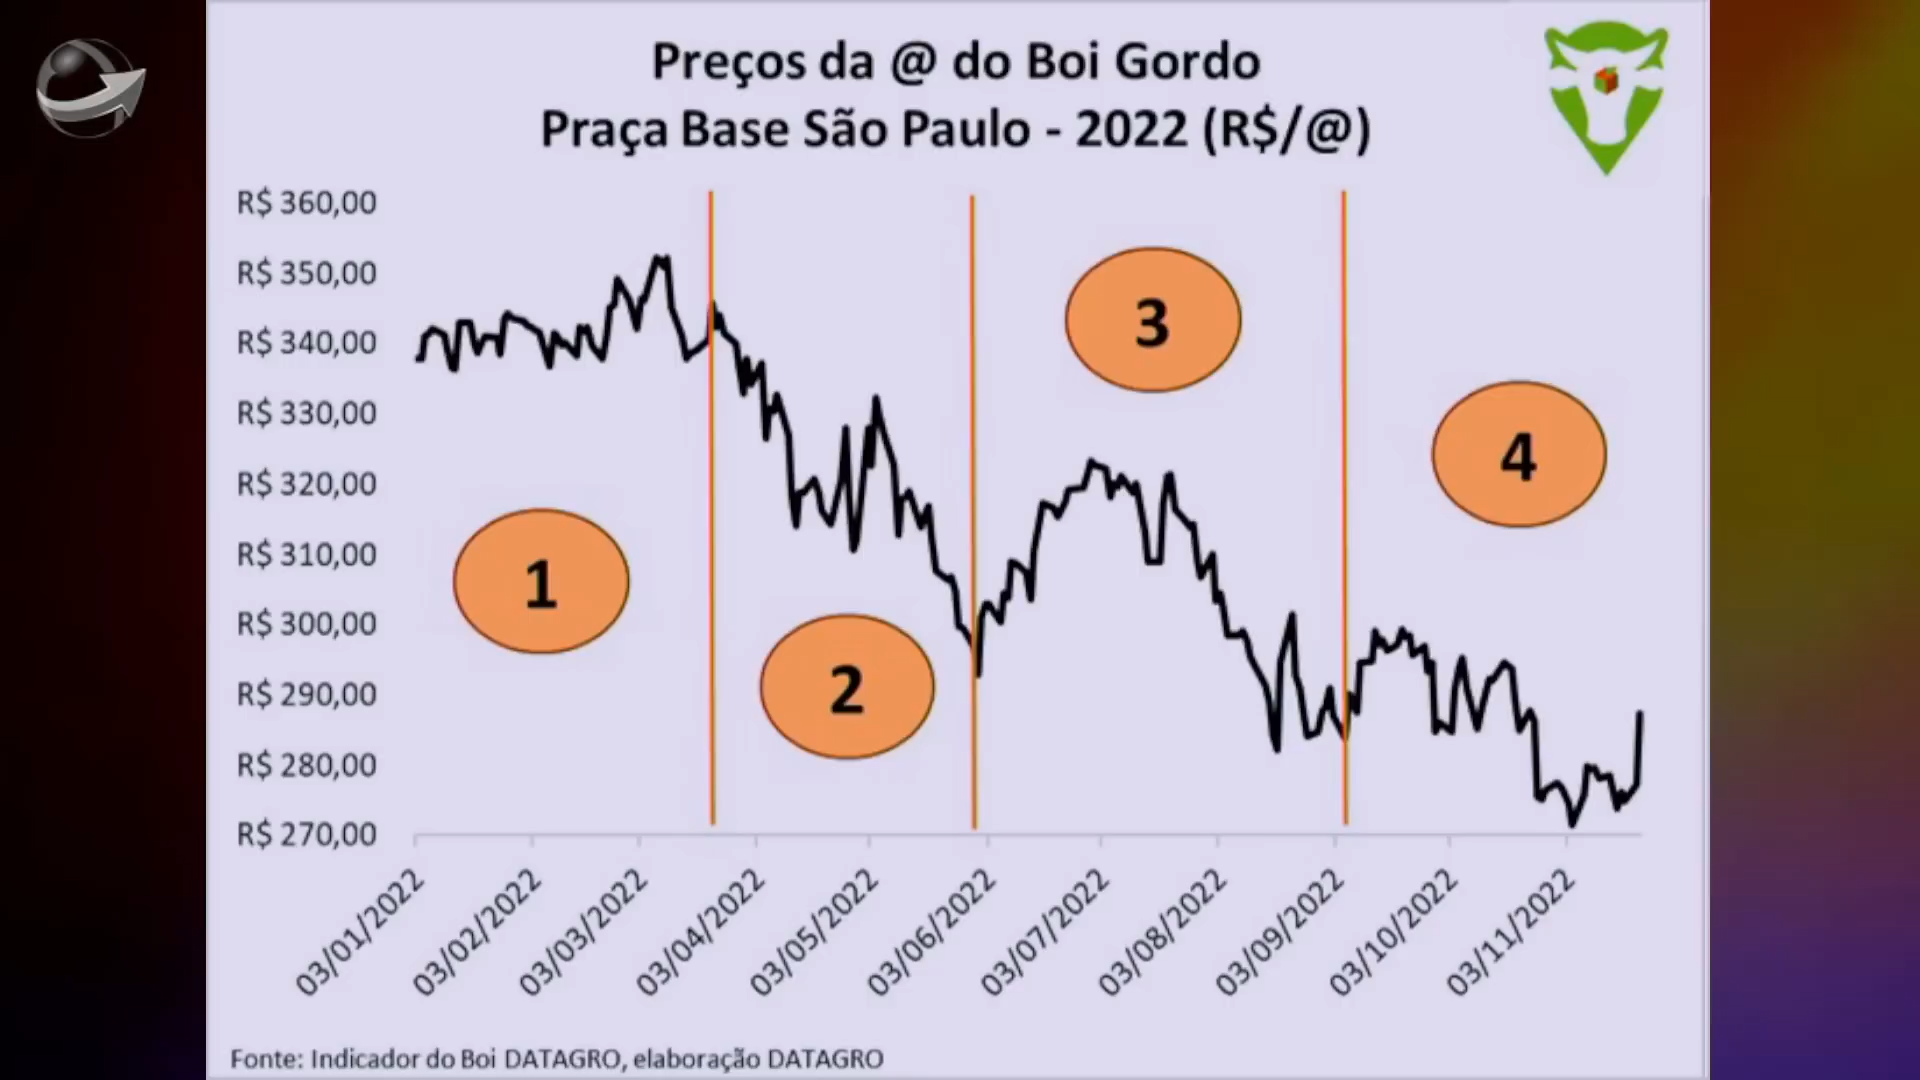 Preços da @ do Boi Gordo
Praça Base São Paulo - 2022 (R$/@)
R$ 360,00
R$ 350,00
R$ 340,00
R$ 330,00
R$ 320,00
R$ 310,00
R$ 300,00
R$ 290,00
R$ 280,00
R$ 270,00
1
2
3
4
03/01/2022
03/02/2022
03/03/2022
03/04/2022
03/05/2022
03/06/2022
03/07/2022
03/08/2022
03/09/2022
03/10/2022
03/11/2022
Fonte: Indicador do Boi DATAGRO, elaboração DATAGRO